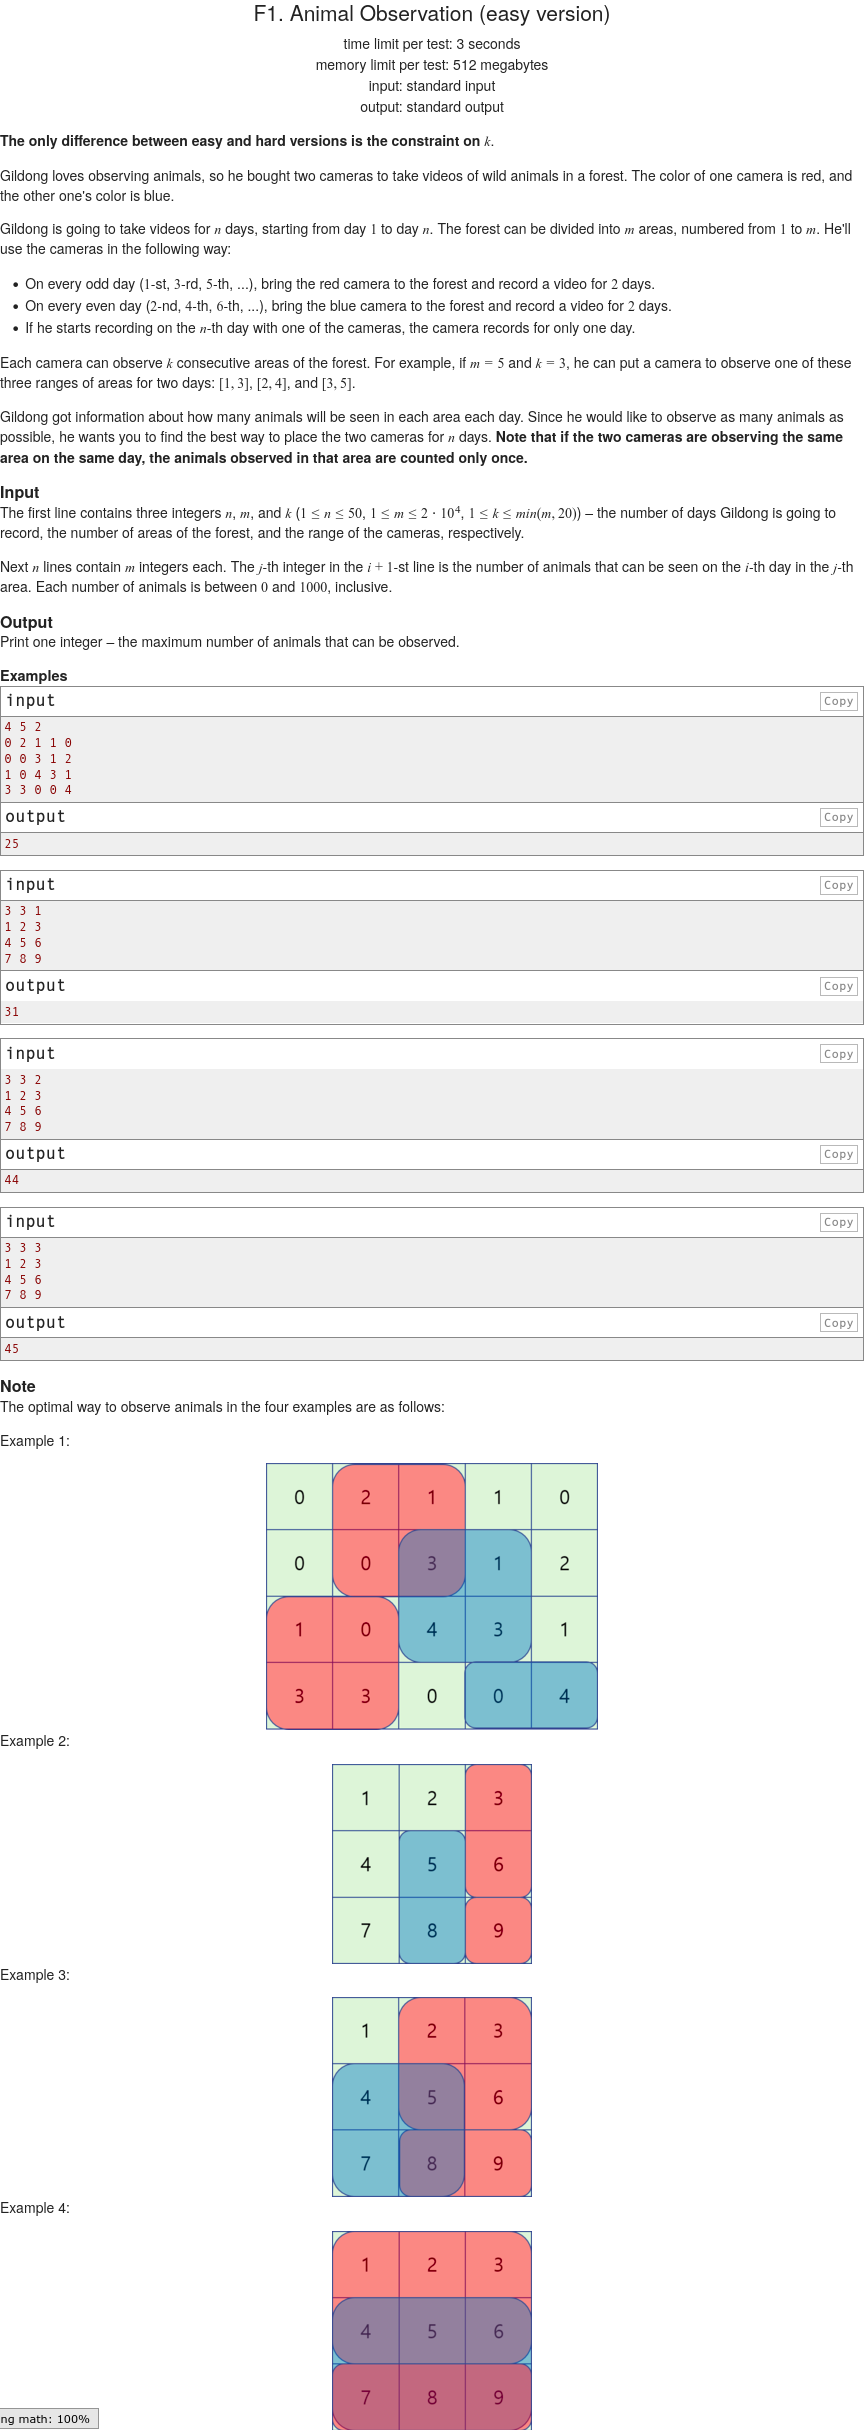 F1. Animal Observation (easy version)
time limit per test: 3 seconds
memory limit per test: 512 megabytes
input: standard input
output: standard output
The only difference between easy and hard versions is the constraint on k.
Gildong loves observing animals, so he bought two cameras to take videos of wild animals in a forest. The color of one camera is red, and
the other one's color is blue.
Gildong is going to take videos for n days, starting from day 1 to day n. The forest can be divided into m areas, numbered from 1 to m. He'll
use the cameras in the following way:
• On every odd day (1-st, 3-rd, 5-th, ...), bring the red camera to the forest and record a video for 2 days.
• On every even day (2-nd, 4-th, 6-th, ...), bring the blue camera to the forest and record a video for 2 days.
• If he starts recording on the n-th day with one of the cameras, the camera records for only one day.
Each camera can observe k consecutive areas of the forest. For example, if m = 5 and k = 3, he can put a camera to observe one of these
three ranges of areas for two days: [1, 3], [2, 4], and [3, 5].
Gildong got information about how many animals will be seen in each area each day. Since he would like to observe as many animals as
possible, he wants you to find the best way to place the two cameras for n days. Note that if the two cameras are observing the same
area on the same day, the animals observed in that area are counted only once.
Input
The first line contains three integers n, m, and k (1 ≤ n ≤ 50, 1 ≤ m ≤ 2 · 10⁴, 1 ≤ k ≤ min(m, 20)) – the number of days Gildong is going to
record, the number of areas of the forest, and the range of the cameras, respectively.
Next n lines contain m integers each. The j-th integer in the i + 1-st line is the number of animals that can be seen on the i-th day in the j-th
area. Each number of animals is between 0 and 1000, inclusive.
Output
Print one integer – the maximum number of animals that can be observed.
Examples
input Copy
4 5 2
0 2 1 1 0
0 0 3 1 2
1 0 4 3 1
3 3 0 0 4
output Copy
25
input Copy
3 3 1
1 2 3
4 5 6
7 8 9
output Copy
31
input Copy
3 3 2
1 2 3
4 5 6
7 8 9
output Copy
44
input Copy
3 3 3
1 2 3
4 5 6
7 8 9
output Copy
45
Note
The optimal way to observe animals in the four examples are as follows:
Example 1:
0 2 1 1 0
0 0 3 1 2
1 0 4 3 1
3 3 0 0 4
Example 2:
1 2 3
4 5 6
7 8 9
Example 3:
1 2 3
4 5 6
7 8 9
Example 4:
1 2 3
4 5 6
7 8 9
ng math: 100%